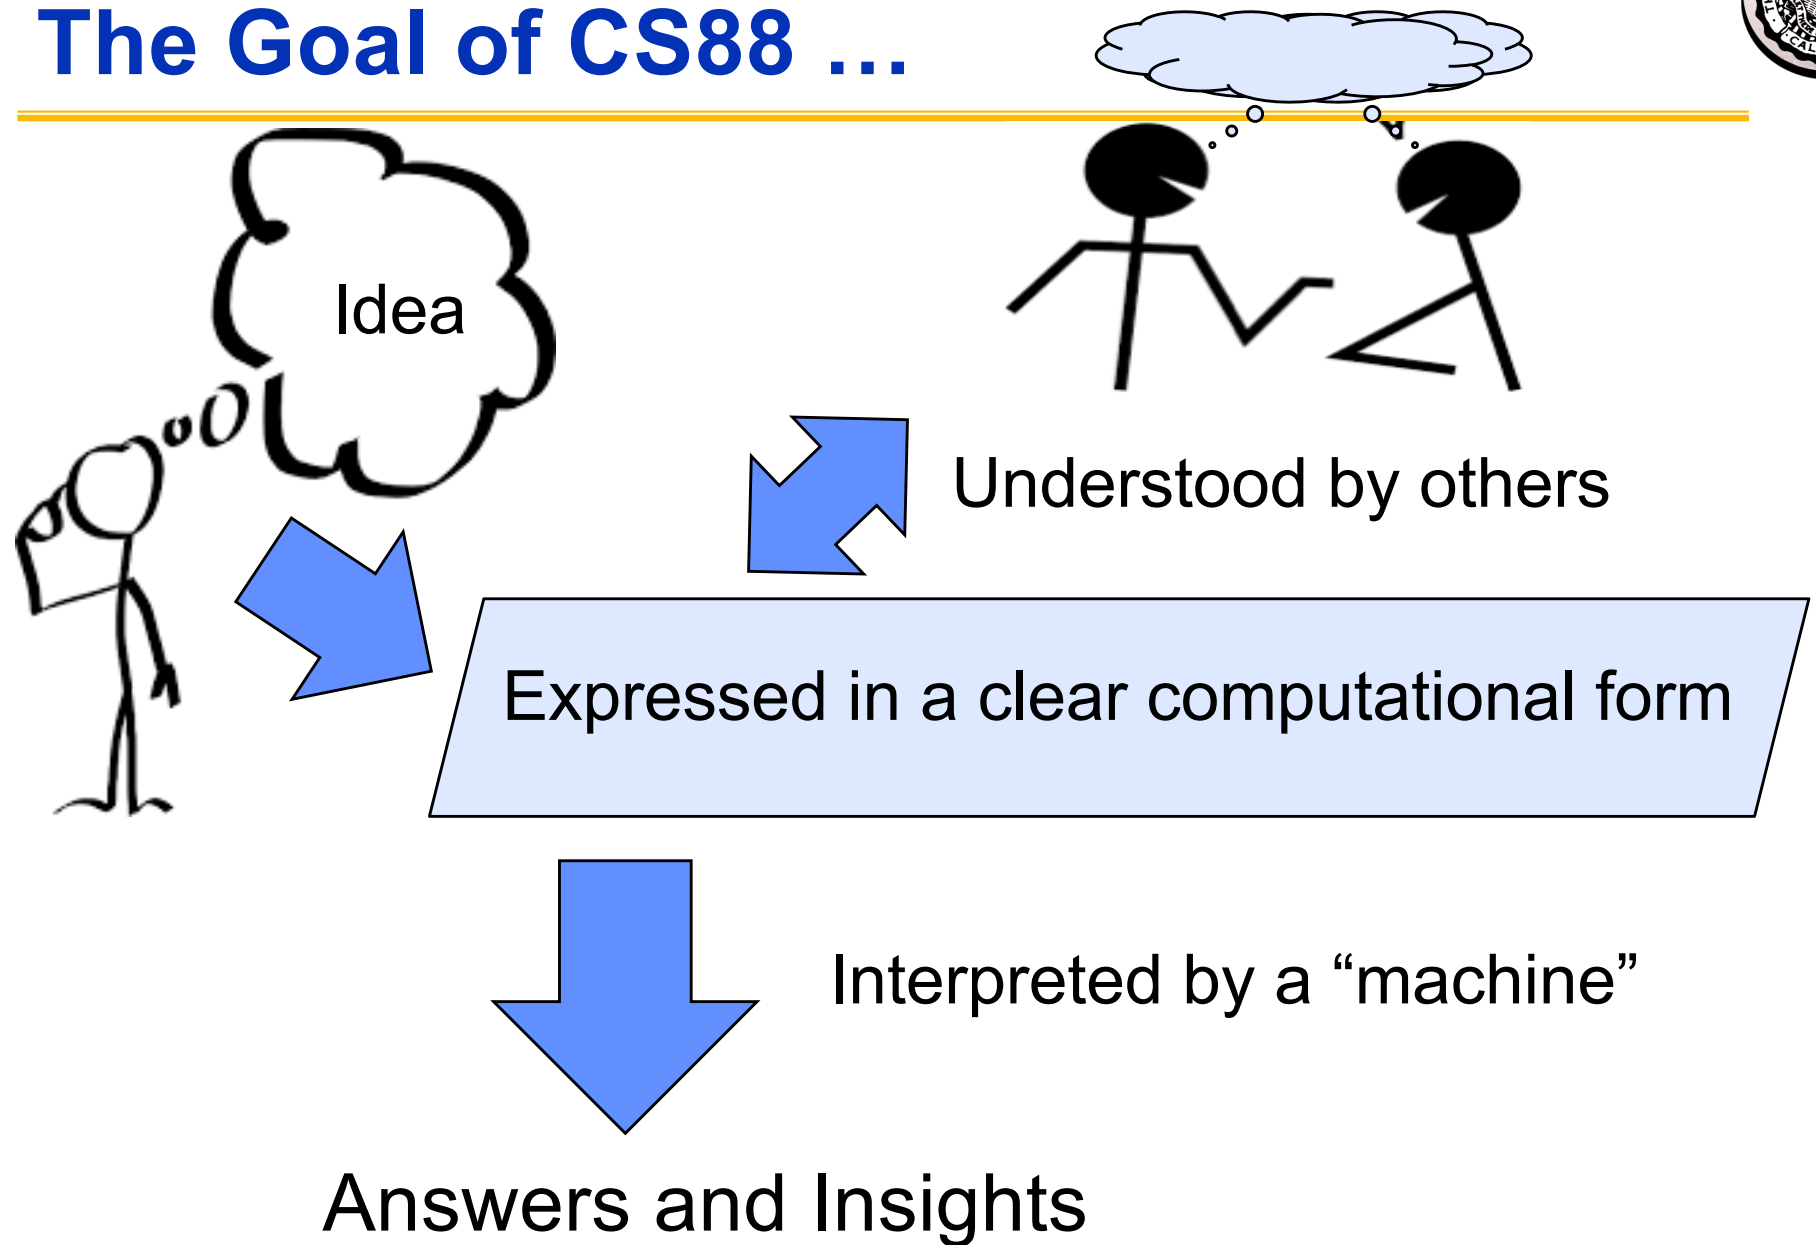 The Goal of CS88 …
Idea
Understood by others
Expressed in a clear computational form
Interpreted by a “machine”
Answers and Insights